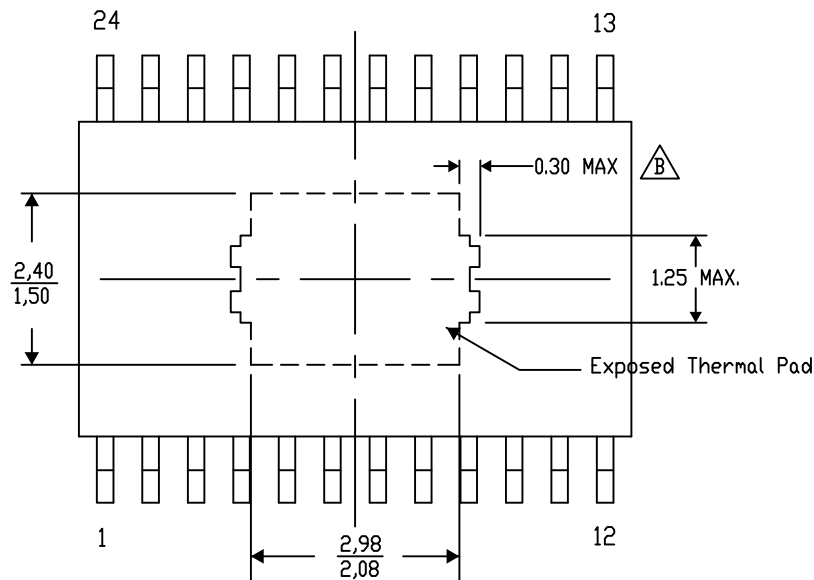 24
13
0.30 MAX
B
2,40
1,50
1.25 MAX.
Exposed Thermal Pad
1
12
2,98
2,08